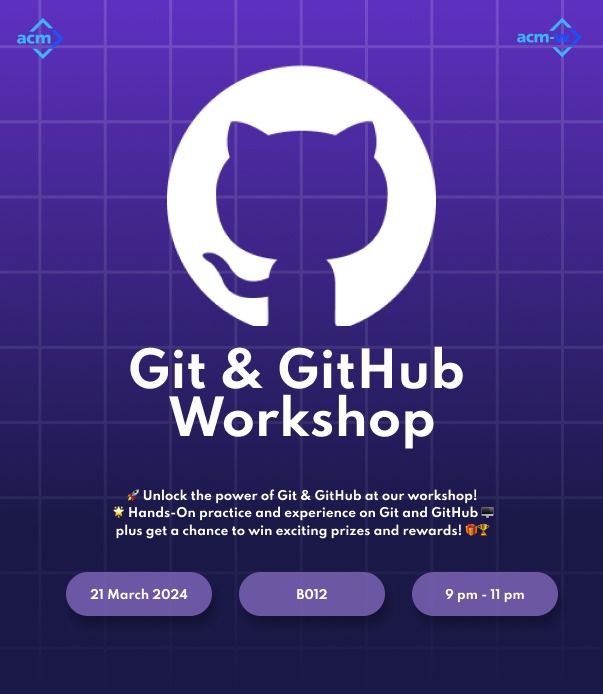 acm
acm-w
Git & GitHub
Workshop
🚀 Unlock the power of Git & GitHub at our workshop!
🌟 Hands-On practice and experience on Git and GitHub 🖥️
plus get a chance to win exciting prizes and rewards! 🎁🏆
21 March 2024
B012
9 pm - 11 pm